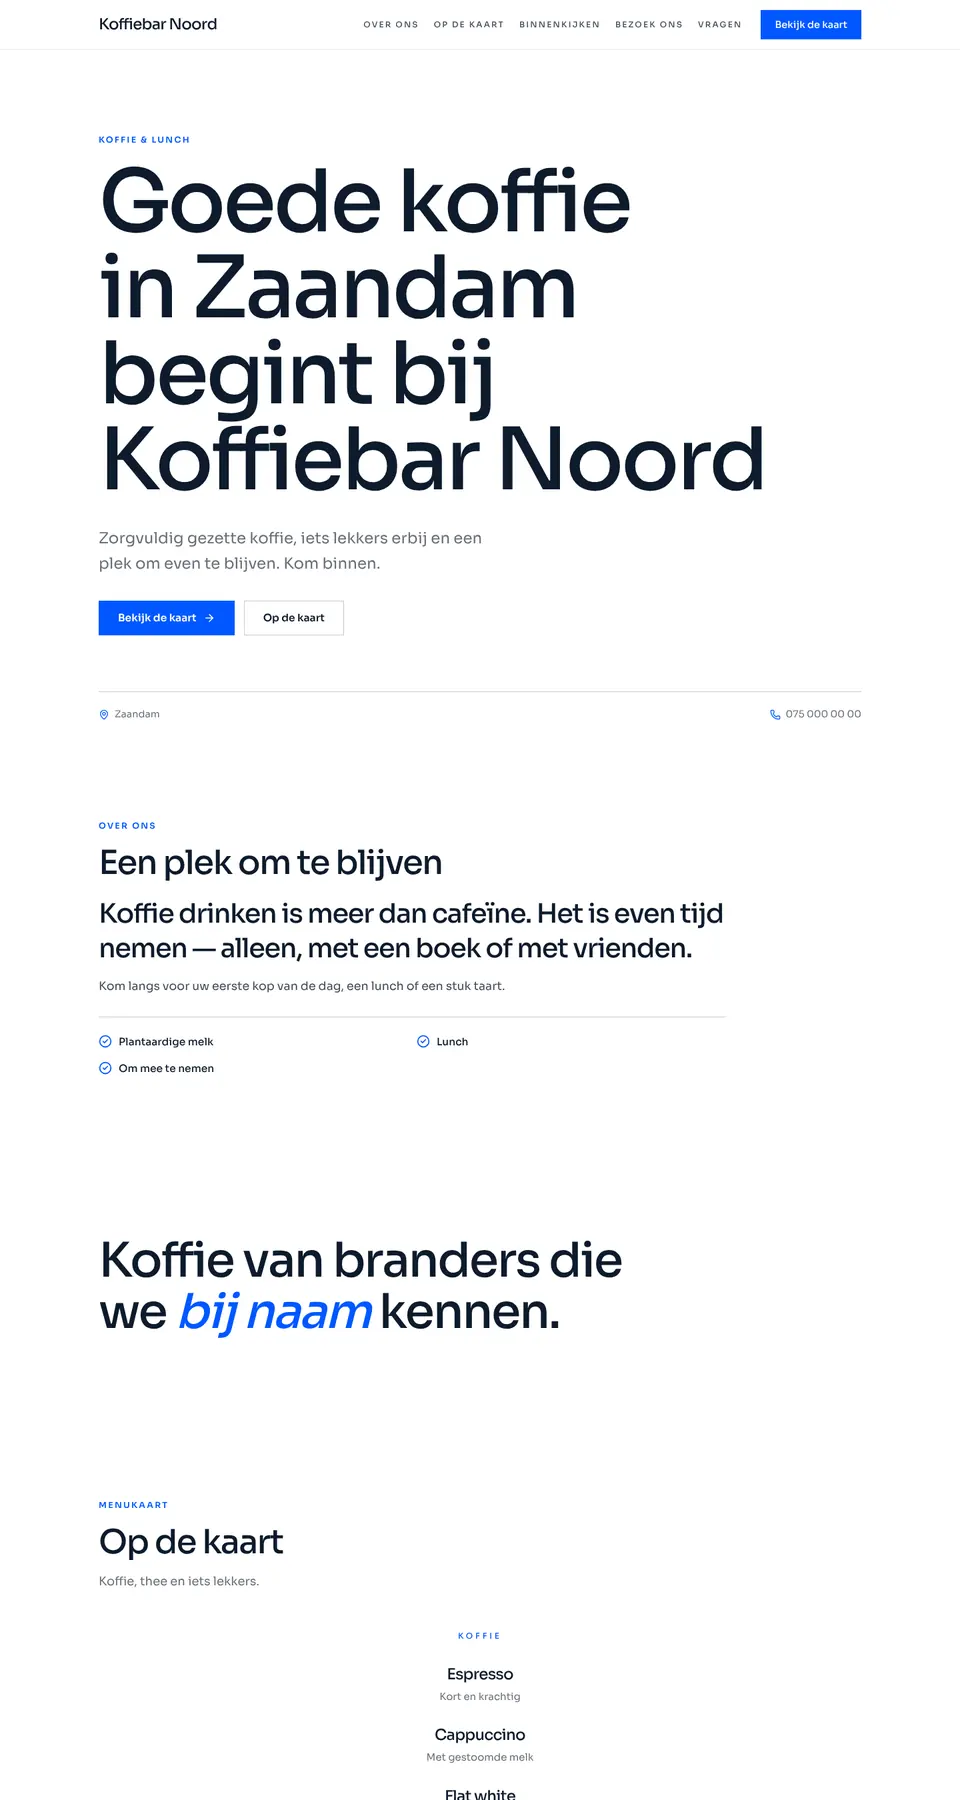 Koffiebar Noord
OVER ONS OP DE KAART BINNENKIJKEN BEZOEK ONS VRAGEN
Bekijk de kaart
KOFFIE & LUNCH
Goede koffie
in Zaandam
begint bij
Koffiebar Noord
Zorgvuldig gezette koffie, iets lekkers erbij en een
plek om even te blijven. Kom binnen.
Bekijk de kaart
Op de kaart
Zaandam
075 000 00 00
OVER ONS
Een plek om te blijven
Koffie drinken is meer dan cafeïne. Het is even tijd
nemen — alleen, met een boek of met vrienden.
Kom langs voor uw eerste kop van de dag, een lunch of een stuk taart.
Plantaardige melk
Lunch
Om mee te nemen
Koffie van branders die
we bij naam kennen.
MENUKAART
Op de kaart
Koffie, thee en iets lekkers.
KOFFIE
Espresso
Kort en krachtig
Cappuccino
Met gestoomde melk
Flat white